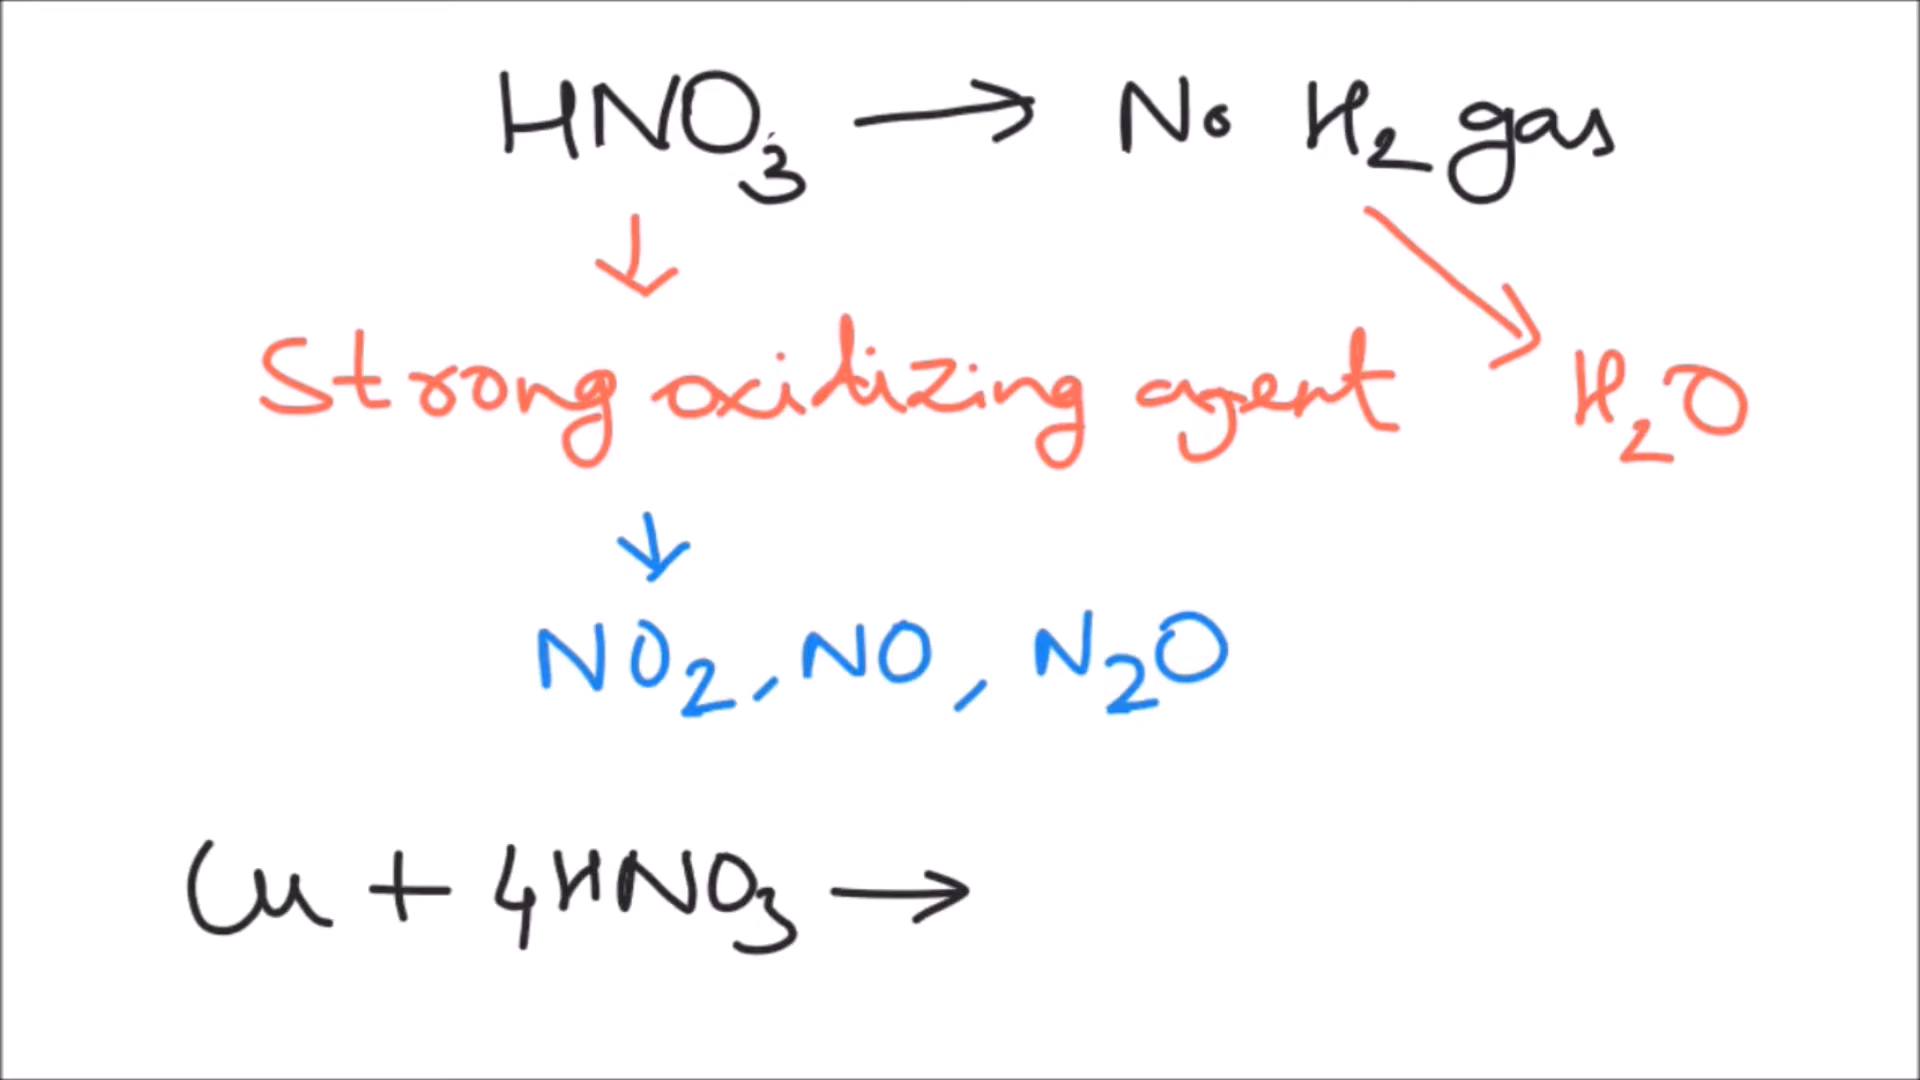 HNO₃ → No H₂ gas
↓
Strong oxidizing agent H₂O
↓
NO₂, NO, N₂O
Cu + 4HNO₃ →